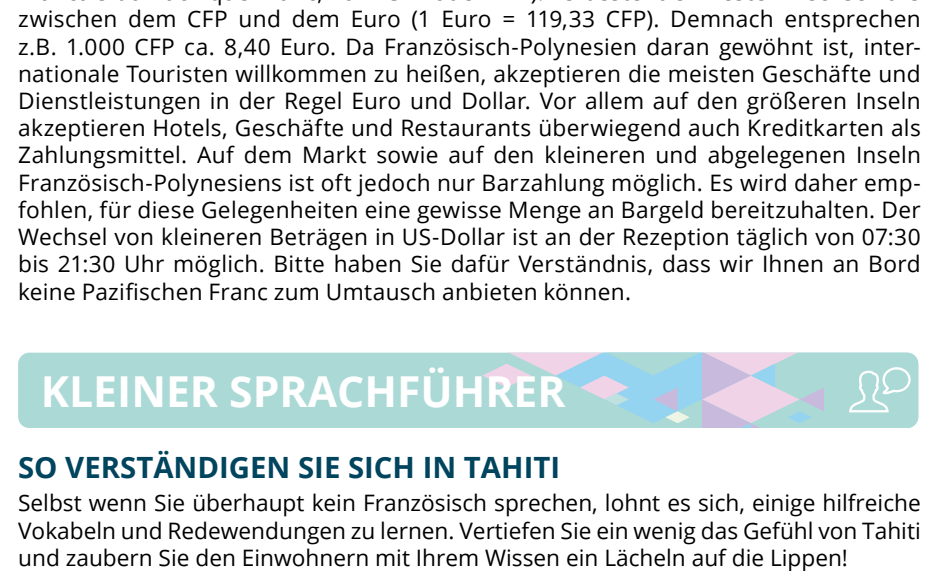 zwischen dem CFP und dem Euro (1 Euro = 119,33 CFP). Demnach entsprechen
z.B. 1.000 CFP ca. 8,40 Euro. Da Französisch-Polynesien daran gewöhnt ist, inter-
nationale Touristen willkommen zu heißen, akzeptieren die meisten Geschäfte und
Dienstleistungen in der Regel Euro und Dollar. Vor allem auf den größeren Inseln
akzeptieren Hotels, Geschäfte und Restaurants überwiegend auch Kreditkarten als
Zahlungsmittel. Auf dem Markt sowie auf den kleineren und abgelegenen Inseln
Französisch-Polynesiens ist oft jedoch nur Barzahlung möglich. Es wird daher emp-
fohlen, für diese Gelegenheiten eine gewisse Menge an Bargeld bereitzuhalten. Der
Wechsel von kleineren Beträgen in US-Dollar ist an der Rezeption täglich von 07:30
bis 21:30 Uhr möglich. Bitte haben Sie dafür Verständnis, dass wir Ihnen an Bord
keine Pazifischen Franc zum Umtausch anbieten können.
KLEINER SPRACHFÜHRER
SO VERSTÄNDIGEN SIE SICH IN TAHITI
Selbst wenn Sie überhaupt kein Französisch sprechen, lohnt es sich, einige hilfreiche
Vokabeln und Redewendungen zu lernen. Vertiefen Sie ein wenig das Gefühl von Tahiti
und zaubern Sie den Einwohnern mit Ihrem Wissen ein Lächeln auf die Lippen!